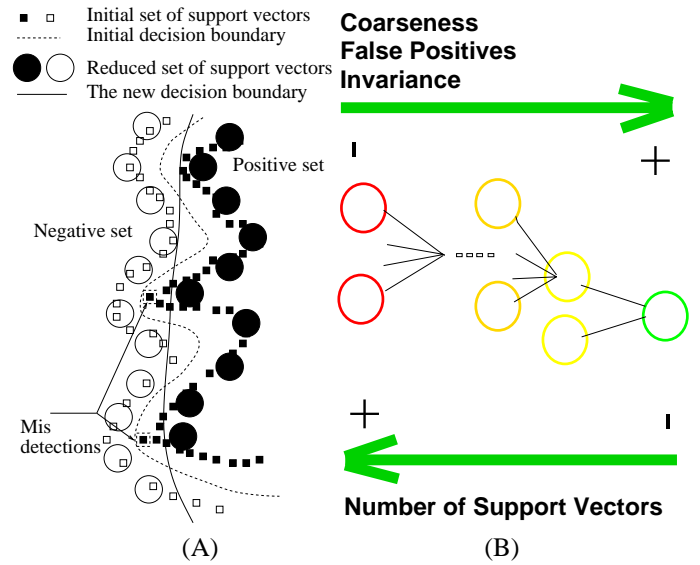 Initial set of support vectors
Initial decision boundary
Reduced set of support vectors
The new decision boundary
Positive set
Negative set
Mis
detections
(A)
Coarseness
False Positives
Invariance
- +
+ -
Number of Support Vectors
(B)